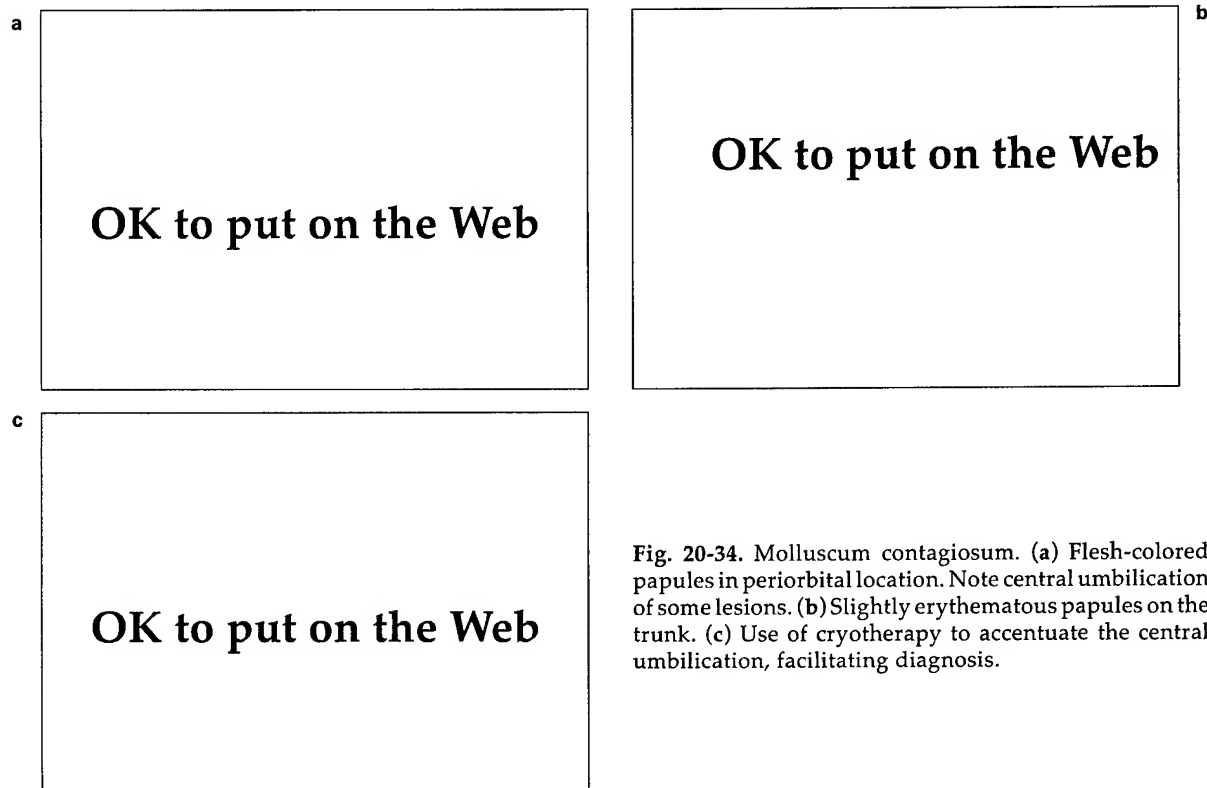 a
OK to put on the Web
b
OK to put on the Web
c
OK to put on the Web
Fig. 20-34. Molluscum contagiosum. (a) Flesh-colored
papules in periorbital location. Note central umbilication
of some lesions. (b) Slightly erythematous papules on the
trunk. (c) Use of cryotherapy to accentuate the central
umbilication, facilitating diagnosis.